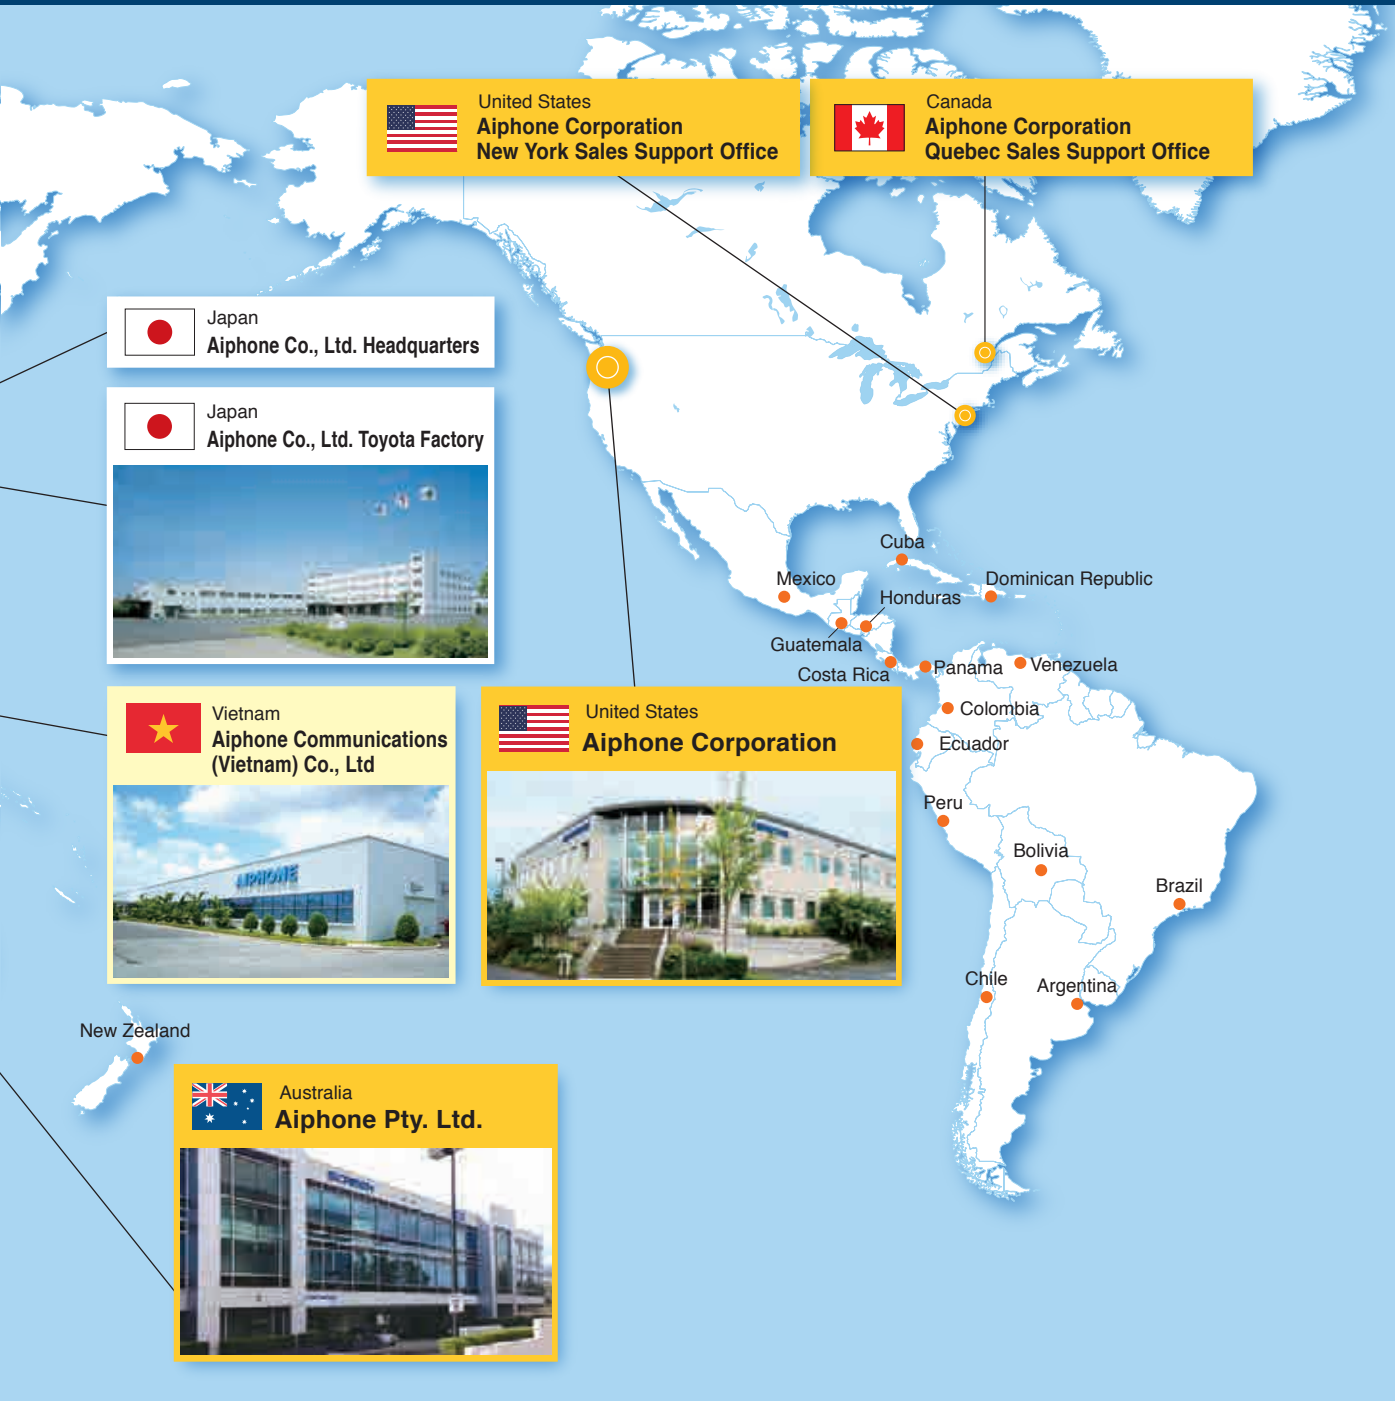 United States
Aiphone Corporation
New York Sales Support Office
Canada
Aiphone Corporation
Quebec Sales Support Office
Japan
Aiphone Co., Ltd. Headquarters
Japan
Aiphone Co., Ltd. Toyota Factory
Cuba
Mexico
Dominican Republic
Honduras
Guatemala
Costa Rica
Panama
Venezuela
Colombia
Ecuador
Peru
Bolivia
Brazil
Chile
Argentina
Vietnam
Aiphone Communications
(Vietnam) Co., Ltd
AIPHONE
United States
Aiphone Corporation
New Zealand
Australia
Aiphone Pty. Ltd.